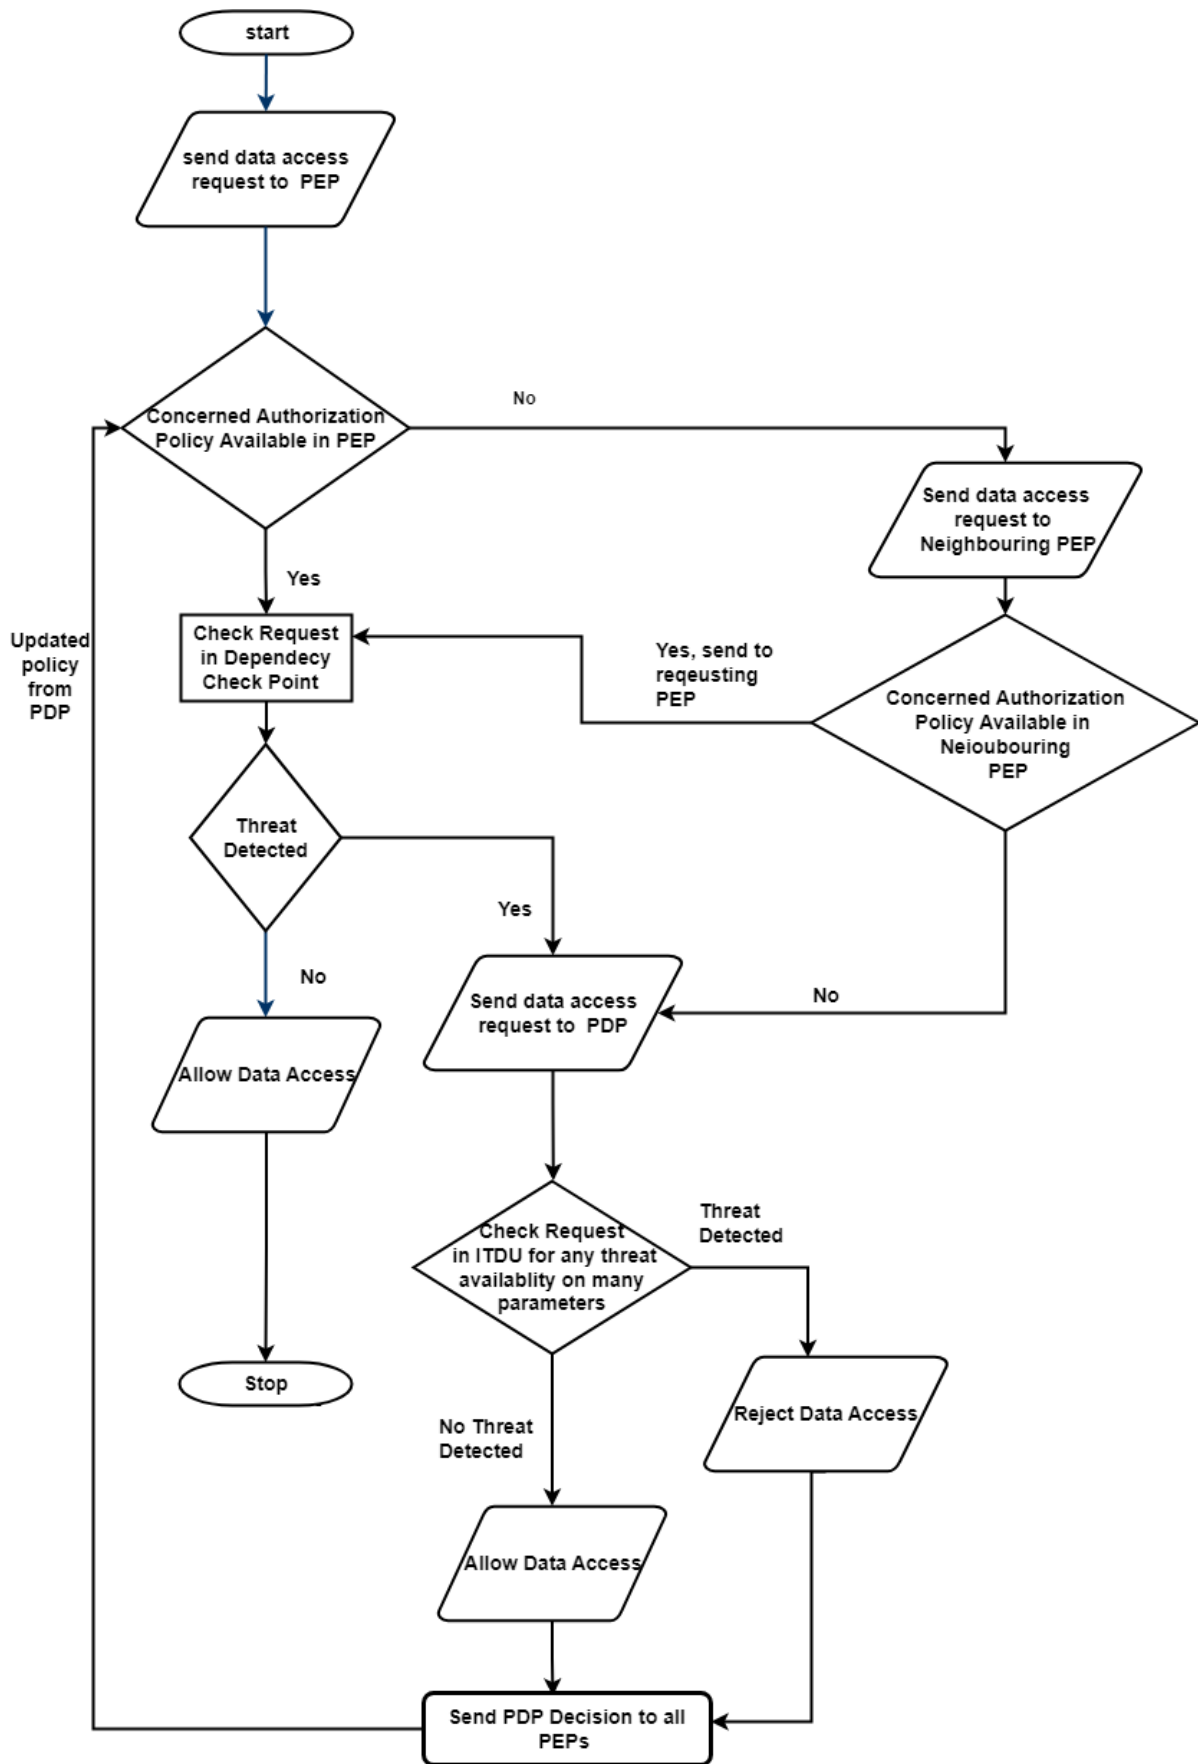 start
send data access
request to PEP
Concerned Authorization
Policy Available in PEP
No
Send data access
request to
Neighbouring PEP
Yes
Check Request
in Dependecy
Check Point
Updated
policy
from
PDP
Yes, send to
reqeusting
PEP
Concerned Authorization
Policy Available in
Neioubouring
PEP
Threat
Detected
Yes
No
Send data access
request to PDP
No
Allow Data Access
Check Request
in ITDU for any threat
availablity on many
parameters
Threat
Detected
Stop
No Threat
Detected
Reject Data Access
Allow Data Access
Send PDP Decision to all
PEPs